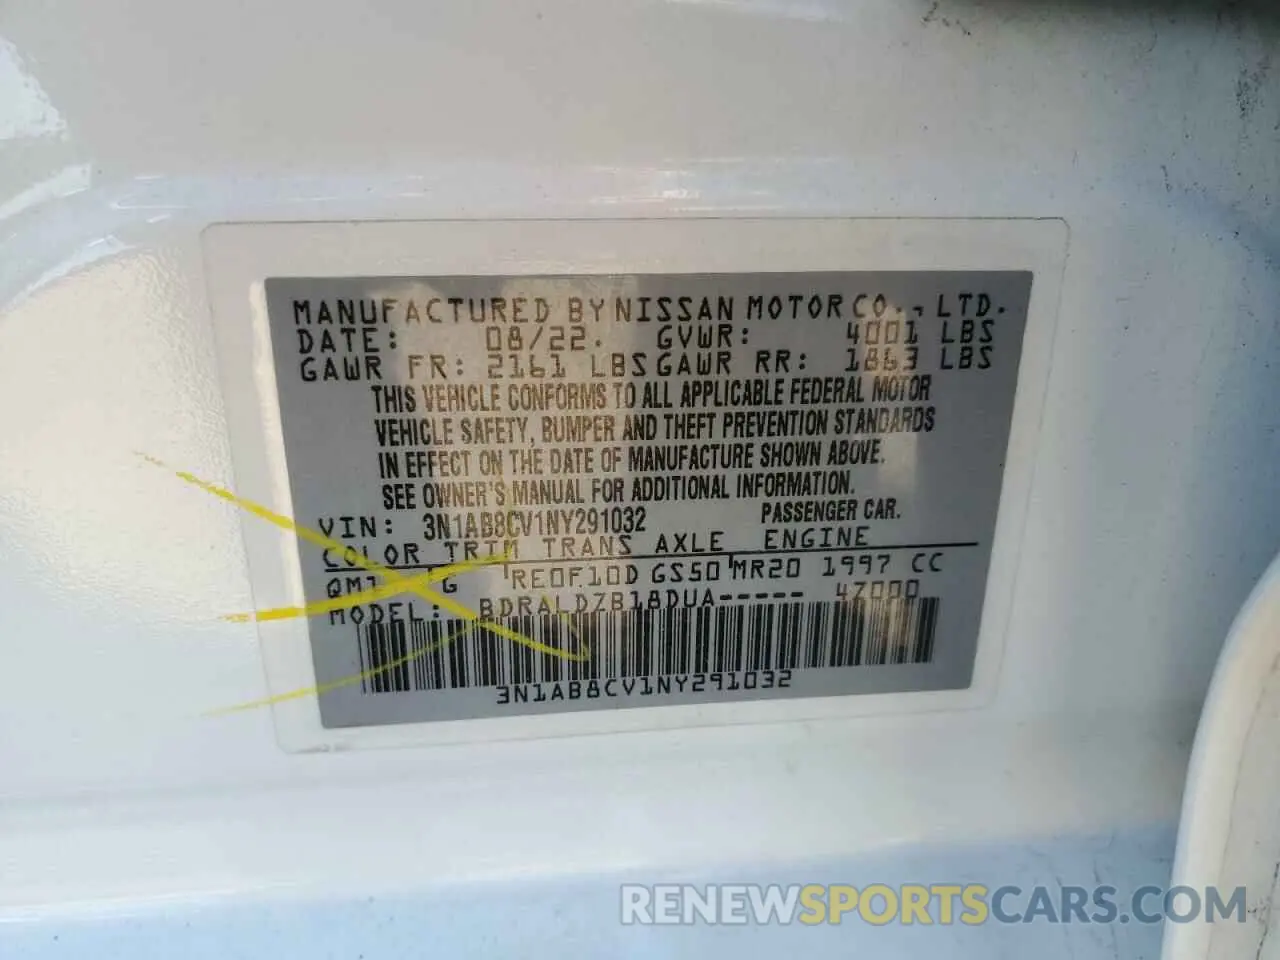 MANUFACTURED BY NISSAN MOTOR CO., LTD.
DATE: 08/22. GVWR: 4001 LBS
GAWR FR: 2161 LBS GAWR RR: 1863 LBS
THIS VEHICLE CONFORMS TO ALL APPLICABLE FEDERAL MOTOR
VEHICLE SAFETY, BUMPER AND THEFT PREVENTION STANDARDS
IN EFFECT ON THE DATE OF MANUFACTURE SHOWN ABOVE.
SEE OWNER'S MANUAL FOR ADDITIONAL INFORMATION.
VIN: 3N1AB8CV1NY291032 PASSENGER CAR.
COLOR TRIM TRANS AXLE ENGINE
QM1 G RE0F10D GS50 MR20 1997 CC
MODEL: BDRALDZB18DUA----- 47000
3N1AB8CV1NY291032
RENEWSPORTSCARS.COM